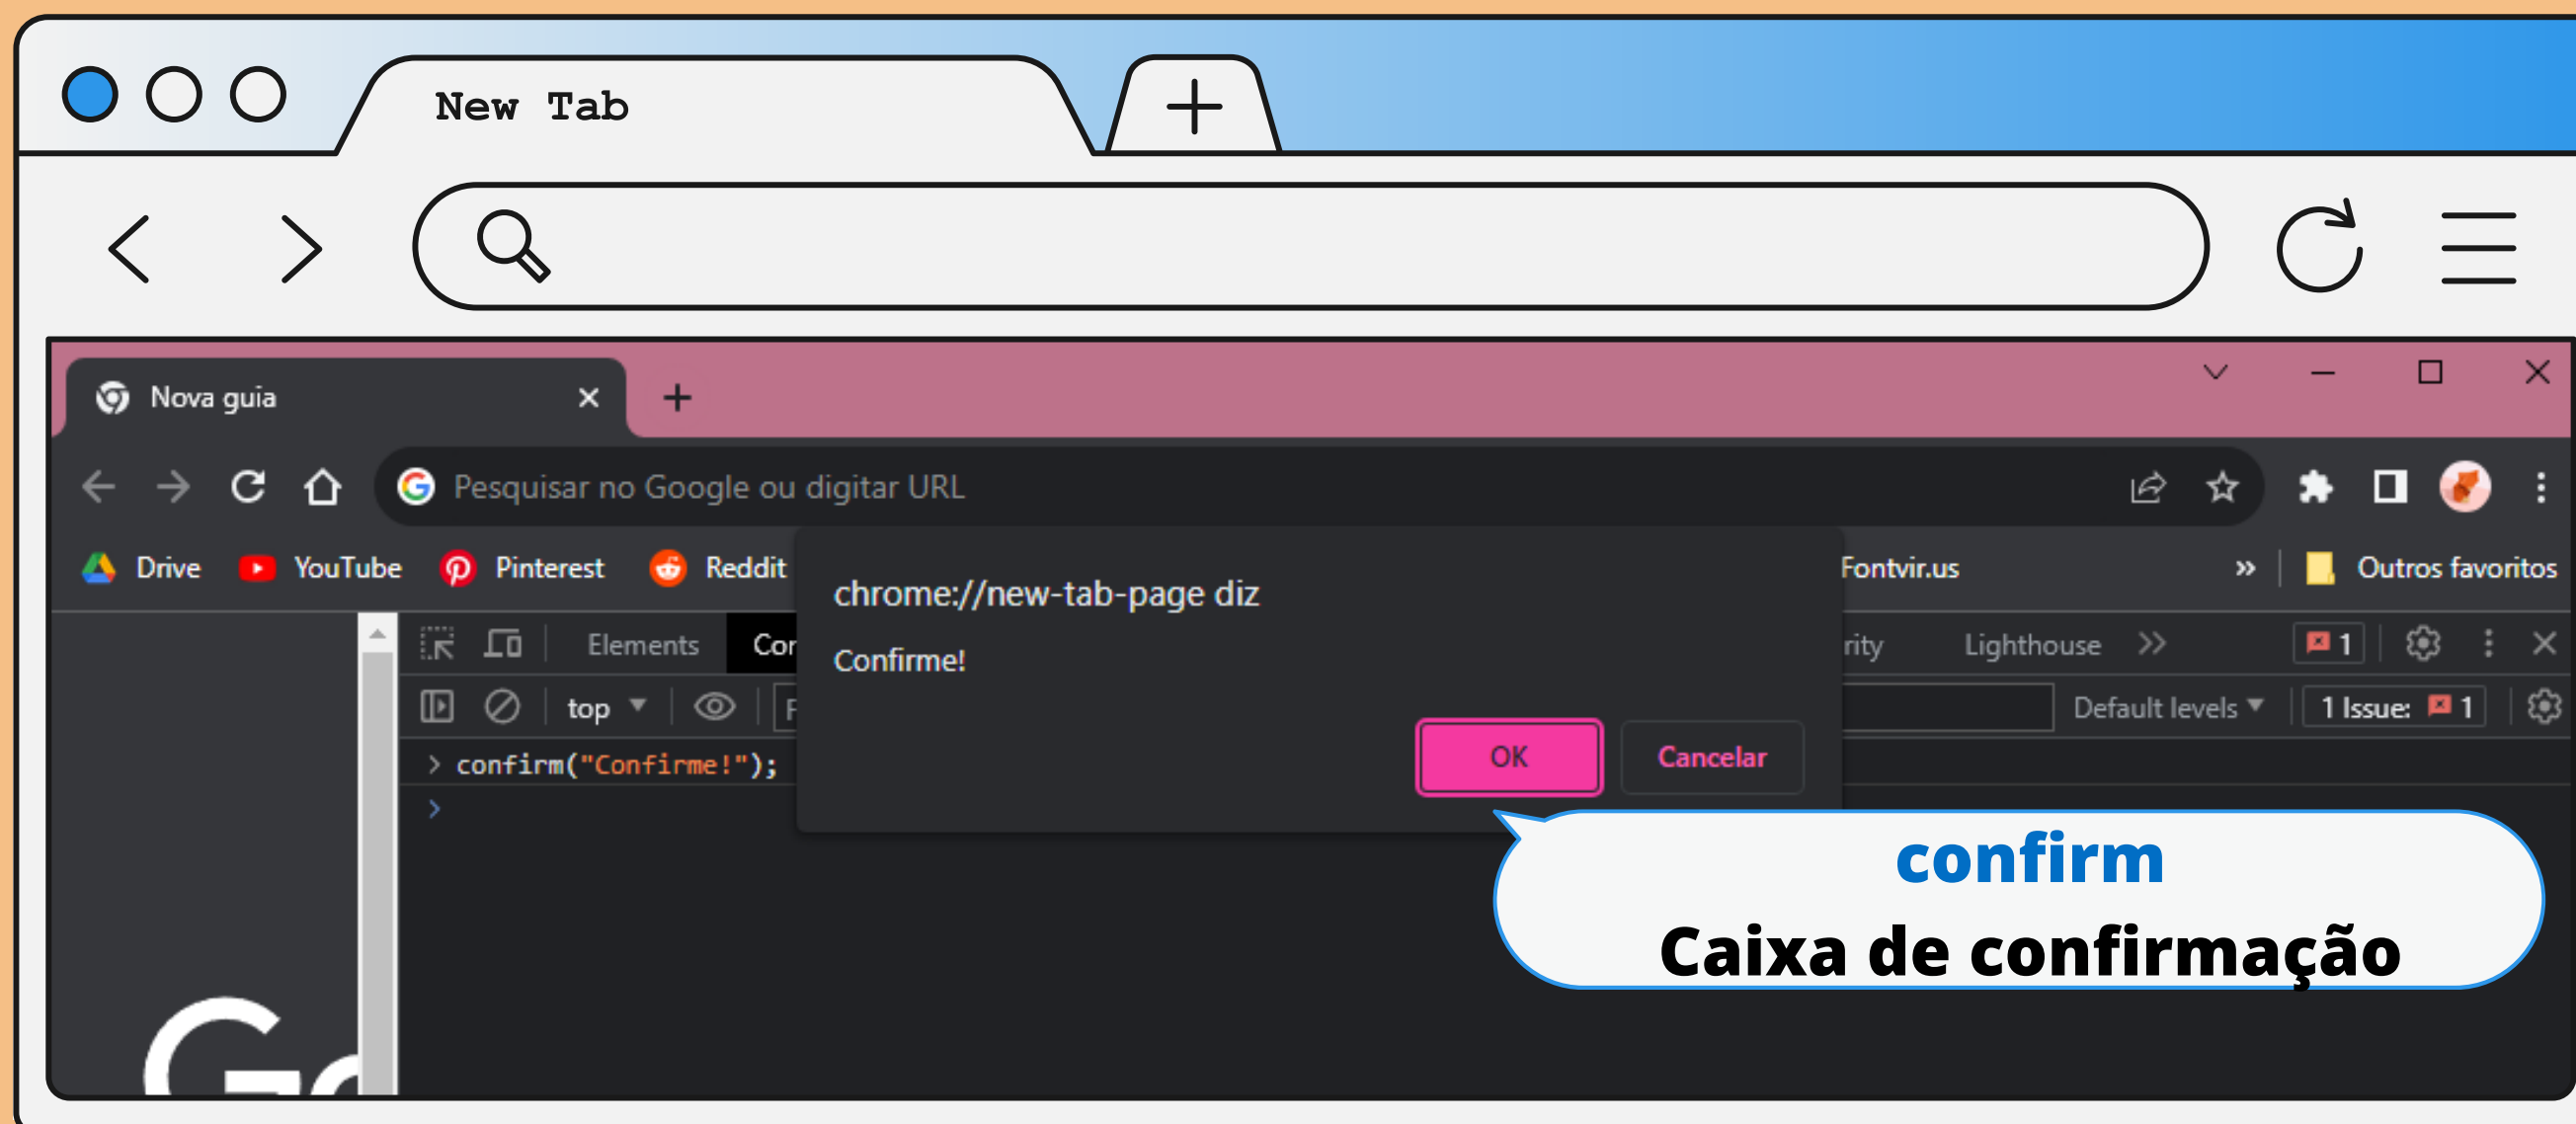 New Tab
Nova guia
Pesquisar no Google ou digitar URL
Drive YouTube Pinterest Reddit Fontvir.us » Outros favoritos
chrome://new-tab-page diz
Confirme!
OK Cancelar
Elements Lighthouse 1
top Default levels 1 Issue: 1
> confirm("Confirme!");
>
confirm
Caixa de confirmação